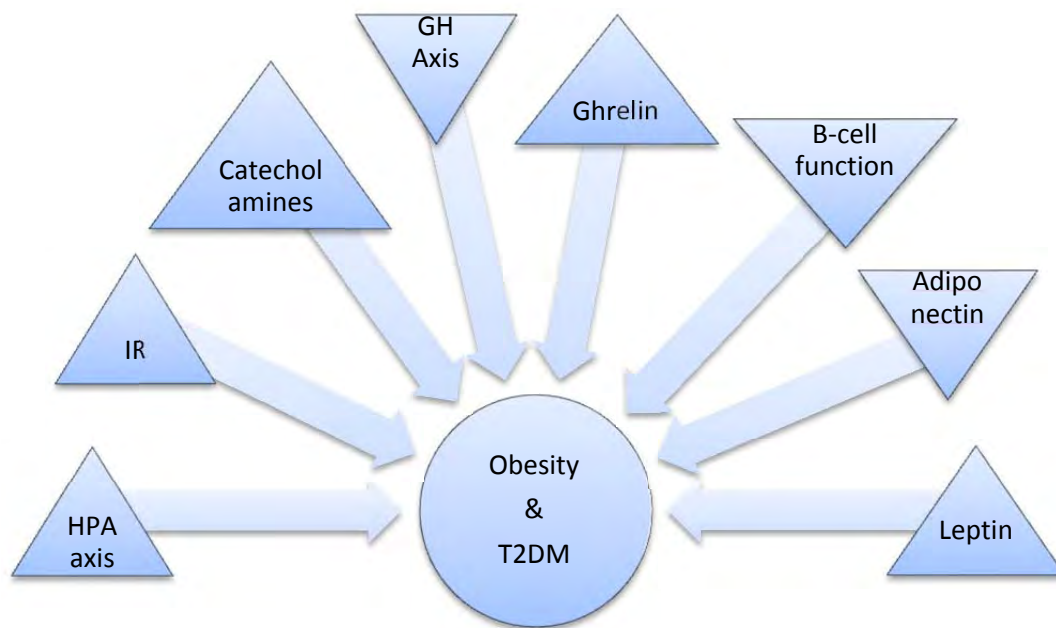 GH
Axis
Ghrelin
Catechol
amines
B-cell
function
IR
Adipo
nectin
Obesity
&
T2DM
HPA
axis
Leptin